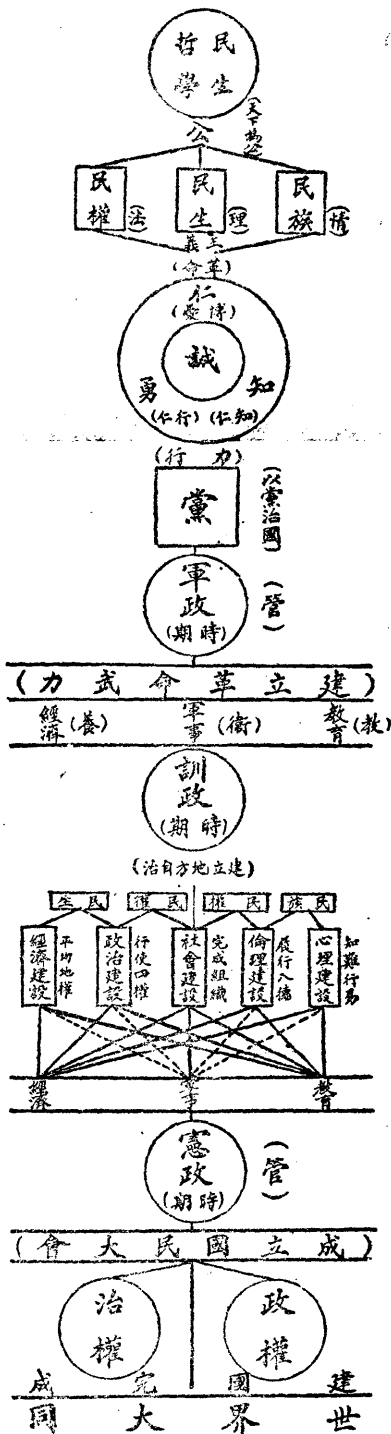 民生
哲學
公
(天下為公)
民族 (情)
民生 (理)
民權 (法)
主義
(革命)
仁
(博愛)
誠
知
勇
(知仁) (行仁)
(力行)
黨
(以黨治國)
軍政
(時期)
(管)
(建立革命武力)
教育(教)
軍事(衛)
經濟(養)
訓政
(時期)
(建立地方自治)
民族
民權
民生
心理建設
知難行易
倫理建設
履行八德
社會建設
完成組織
政治建設
行使四權
經濟建設
平均地權
教育
軍事
經濟
憲政
(時期)
(管)
(成立國民大會)
政權
治權
建國完成
世界大同